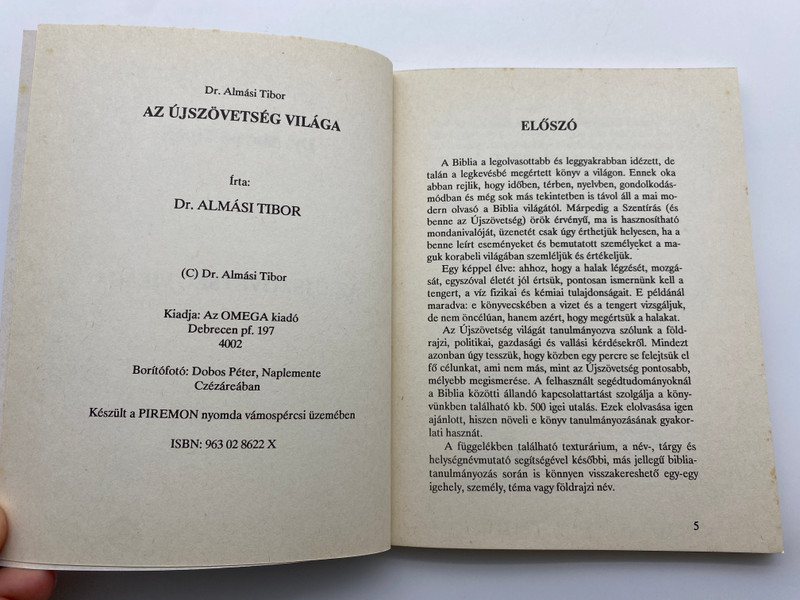 Dr. Almási Tibor
AZ ÚJSZÖVETSÉG VILÁGA
Írta:
Dr. ALMÁSI TIBOR
(C) Dr. Almási Tibor
Kiadja: Az OMEGA kiadó
Debrecen pf. 197
4002
Borítófotó: Dobos Péter, Naplemente
Czézáreában
Készült a PIREMON nyomda vámospércsi üzemében
ISBN: 963 02 8622 X
ELŐSZÓ
A Biblia a legolvasottabb és leggyakrabban idézett, de
talán a legkevésbé megértett könyv a világon. Ennek oka
abban rejlik, hogy időben, térben, nyelvben, gondolkodás-
módban és még sok más tekintetben is távol áll a mai mo-
dern olvasó a Biblia világától. Márpedig a Szentírás (és
benne az Újszövetség) örök érvényű, ma is hasznosítható
mondanivalóját, üzenetét csak úgy érthetjük helyesen, ha a
benne leírt eseményeket és bemutatott személyeket a ma-
guk korabeli világában szemléljük és értékeljük.
Egy képpel élve: ahhoz, hogy a halak légzését, mozgá-
sát, egyszóval életét jól értsük, pontosan ismernünk kell a
tengert, a víz fizikai és kémiai tulajdonságait. E példánál
maradva: e könyvecskében a vizet és a tengert vizsgáljuk,
de nem öncélúan, hanem azért, hogy megértsük a halakat.
Az Újszövetség világát tanulmányozva szólunk a föld-
rajzi, politikai, gazdasági és vallási kérdésekről. Mindezt
azonban úgy tesszük, hogy közben egy percre se felejtsük el
fő célunkat, ami nem más, mint az Újszövetség pontosabb,
mélyebb megismerése. A felhasznált segédtudományoknál
a Biblia közötti állandó kapcsolattartást szolgálja a köny-
vünkben található kb. 500 igei utalás. Ezek elolvasása igen
ajánlott, hiszen növeli e könyv tanulmányozásának gyakor-
lati hasznát.
A függelékben található texturárium, a név-, tárgy és
helységnévmutató segítségével későbbi, más jellegű biblia-
tanulmányozás során is könnyen visszakereshető egy-egy
igehely, személy, téma vagy földrajzi név.
5